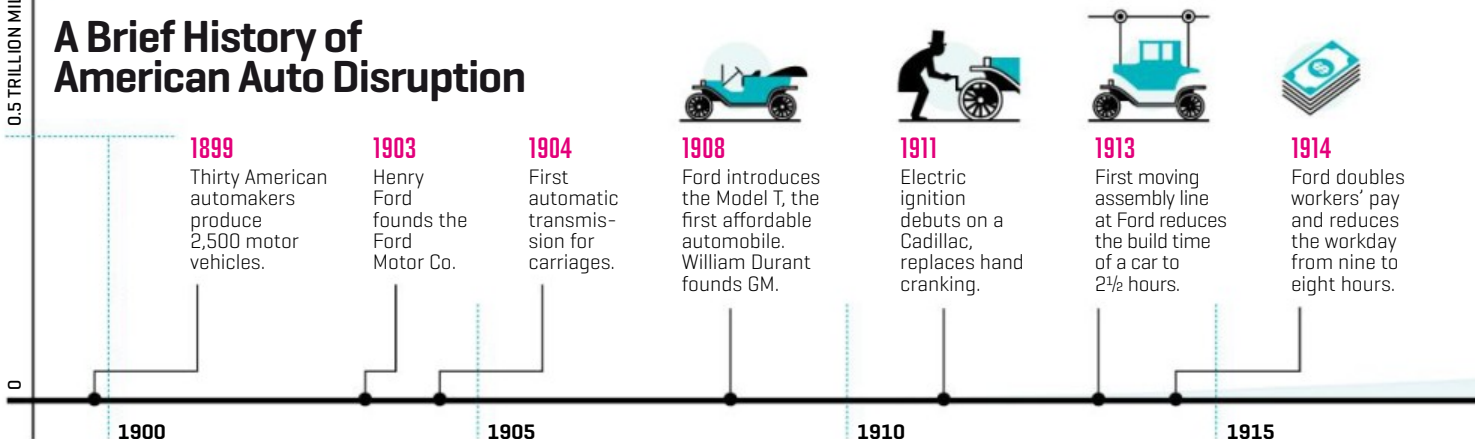 0.5 TRILLION MIL
A Brief History of
American Auto Disruption
1899
Thirty American
automakers
produce
2,500 motor
vehicles.
1903
Henry
Ford
founds the
Ford
Motor Co.
1904
First
automatic
transmis-
sion for
carriages.
1908
Ford introduces
the Model T, the
first affordable
automobile.
William Durant
founds GM.
1911
Electric
ignition
debuts on a
Cadillac,
replaces hand
cranking.
1913
First moving
assembly line
at Ford reduces
the build time
of a car to
2½ hours.
$
1914
Ford doubles
workers’ pay
and reduces
the workday
from nine to
eight hours.
0
1900
1905
1910
1915